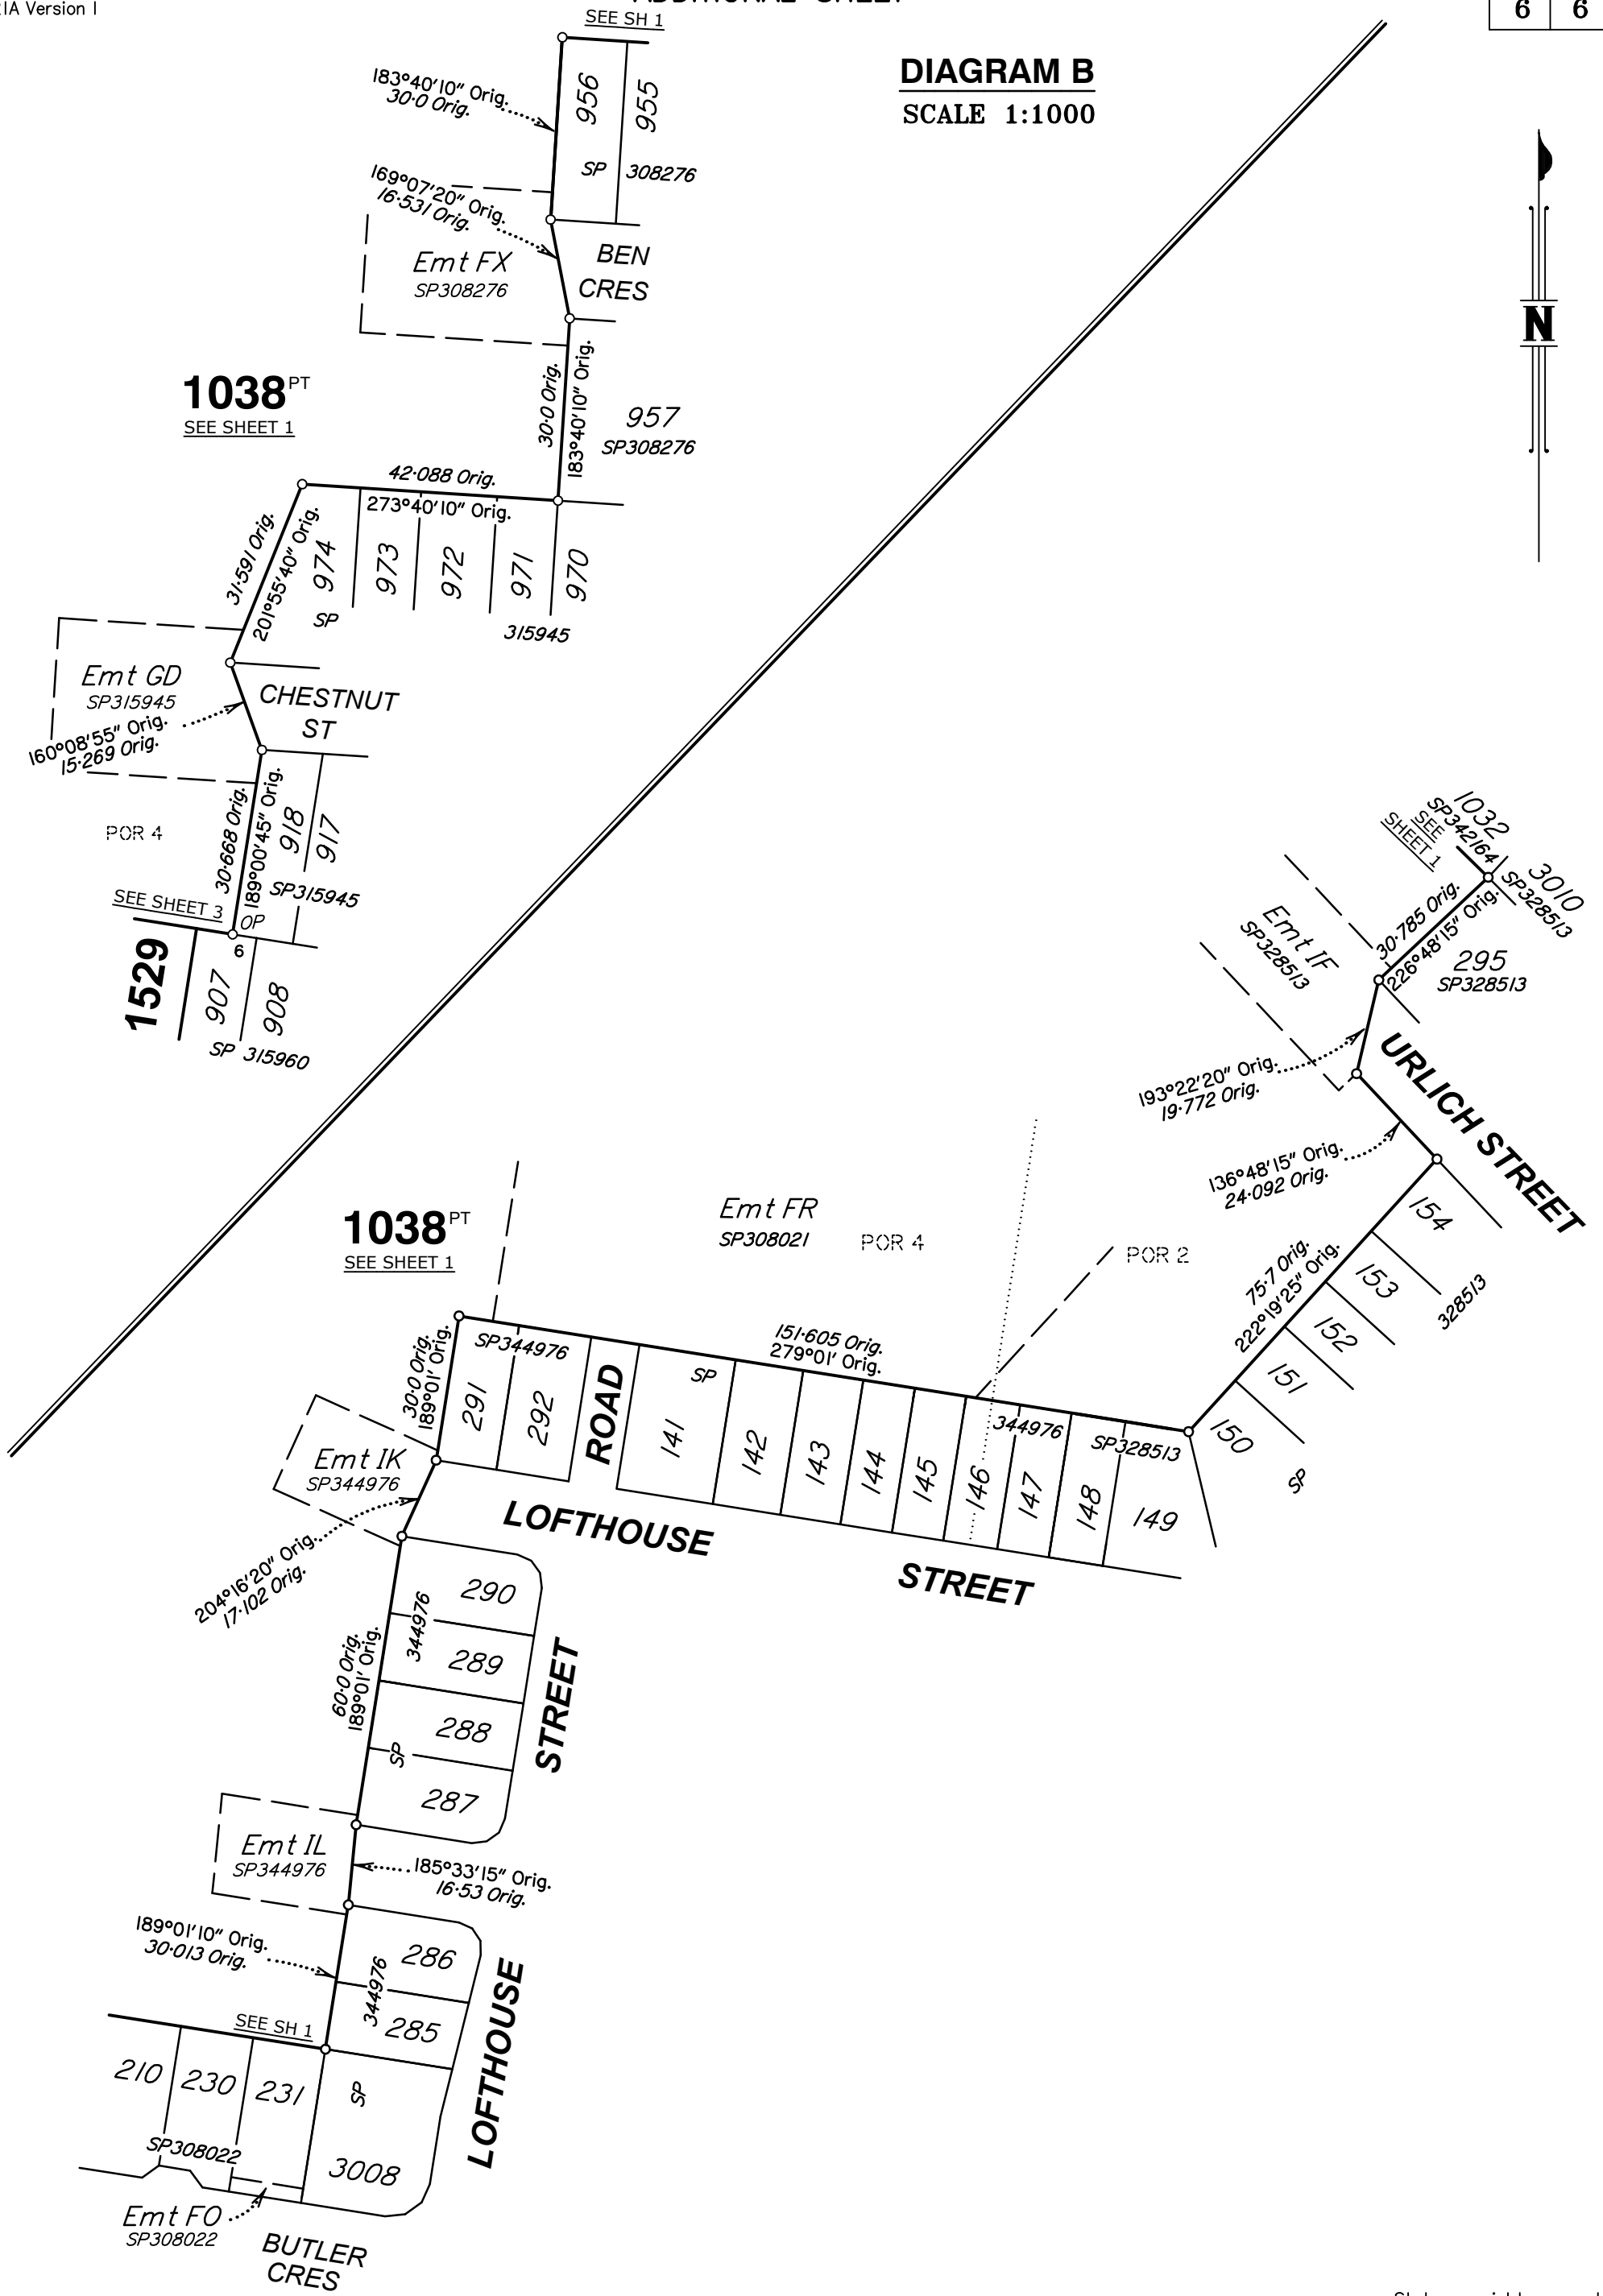 6 6
SEE SH 1
DIAGRAM B
SCALE 1:1000
183°40'10" Orig.
30·0 Orig.
956
955
SP 308276
169°07'20" Orig.
16·531 Orig.
Emt FX
SP308276
BEN
CRES
N
1038 PT
SEE SHEET 1
30·0 Orig.
183°40'10" Orig.
957
SP308276
42·088 Orig.
273°40'10" Orig.
31·591 Orig.
201°55'40" Orig.
974
973
972
971
970
SP
315945
Emt GD
SP315945
CHESTNUT
ST
160°08'55" Orig.
15·269 Orig.
POR 4
30·668 Orig.
189°00'45" Orig.
918
917
SP315945
SEE SHEET 3
OP
6
1529
907
908
SP 315960
1032
SP342164
SEE
SHEET 1
3010
SP328513
30·785 Orig.
226°48'15" Orig.
295
SP328513
Emt IF
SP328513
193°22'20" Orig.
19·772 Orig.
URLICH STREET
136°48'15" Orig.
24·092 Orig.
1038 PT
SEE SHEET 1
Emt FR
SP308021
POR 4
POR 2
154
153
152
151
150
328513
SP
75·7 Orig.
222°19'25" Orig.
151·605 Orig.
279°01' Orig.
30·0 Orig.
189°01' Orig.
SP344976
291
292
ROAD
SP
141
142
143
144
145
146
344976
147
148
SP328513
149
Emt IK
SP344976
LOFTHOUSE
STREET
204°16'20" Orig.
17·102 Orig.
290
289
288
287
344976
SP
60·0 Orig.
189°01' Orig.
STREET
Emt IL
SP344976
185°33'15" Orig.
16·53 Orig.
189°01'10" Orig.
30·013 Orig.
286
344976
285
LOFTHOUSE
SEE SH 1
210
230
231
SP
SP308022
3008
Emt FO
SP308022
BUTLER
CRES